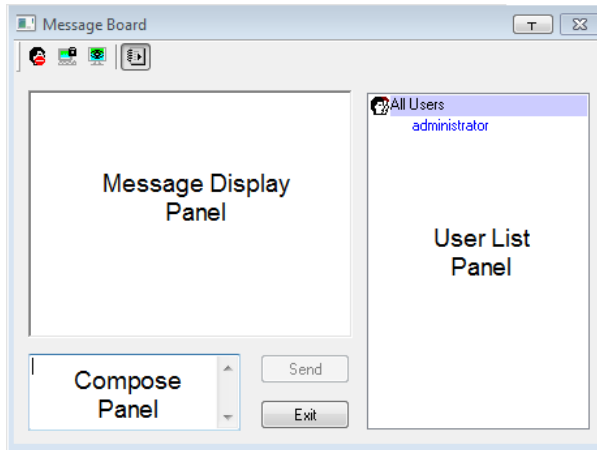 Message Board
T
All Users
administrator
Message Display
Panel
User List
Panel
Compose
Panel
Send
Exit